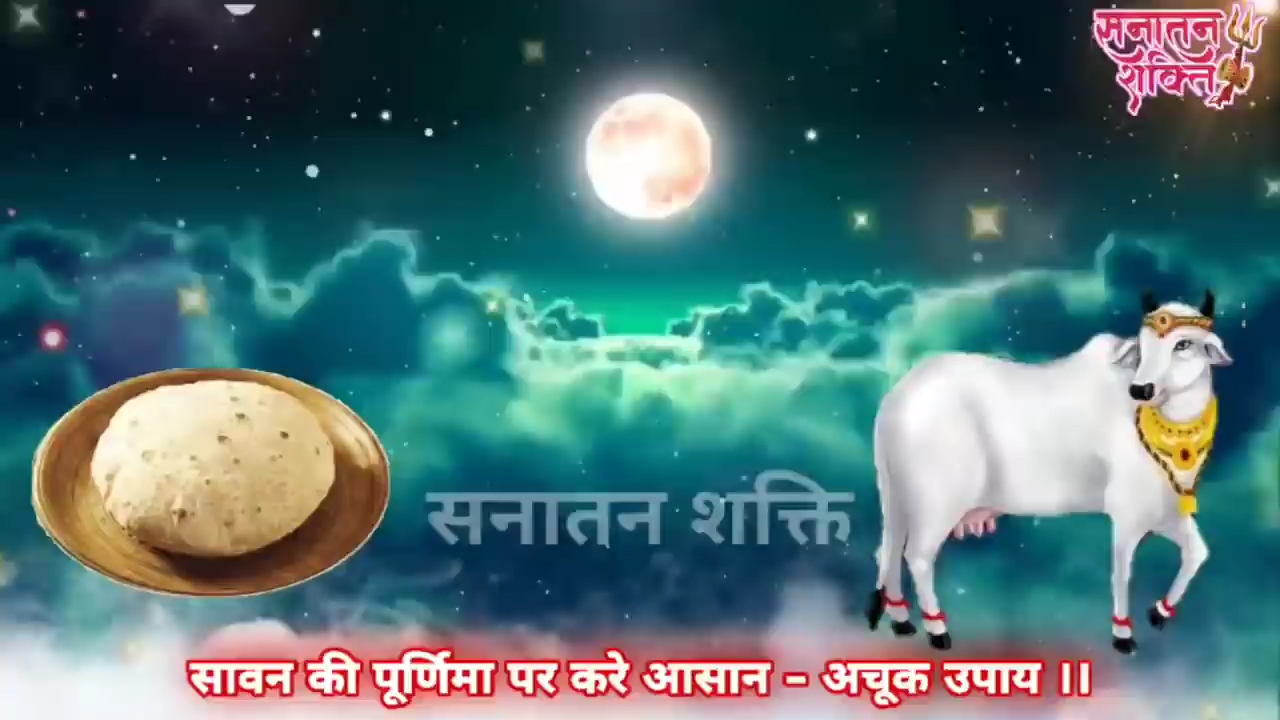 सनातन
शक्ति
सनातन शक्ति
सावन की पूर्णिमा पर करे आसान - अचूक उपाय ।।